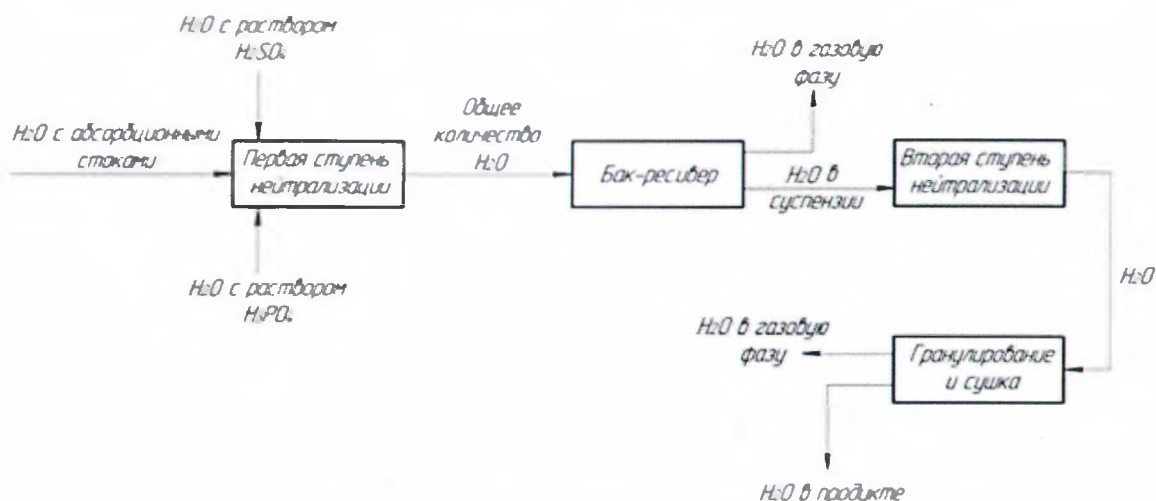 H₂O с раствором
H₂SO₄
H₂O с абсорбционными
стоками
Первая ступень
нейтрализации
H₂O с раствором
H₃PO₄
Общее
количество
H₂O
Бак-ресивер
H₂O в газовую
фазу
H₂O в
суспензии
Вторая ступень
нейтрализации
H₂O
Гранулирование
и сушка
H₂O в газовую
фазу
H₂O в продукте